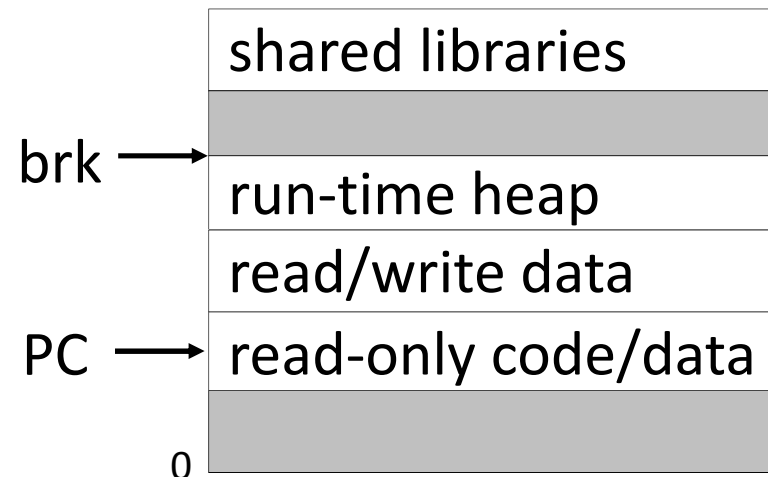 shared libraries
brk
run-time heap
read/write data
PC
read-only code/data
0